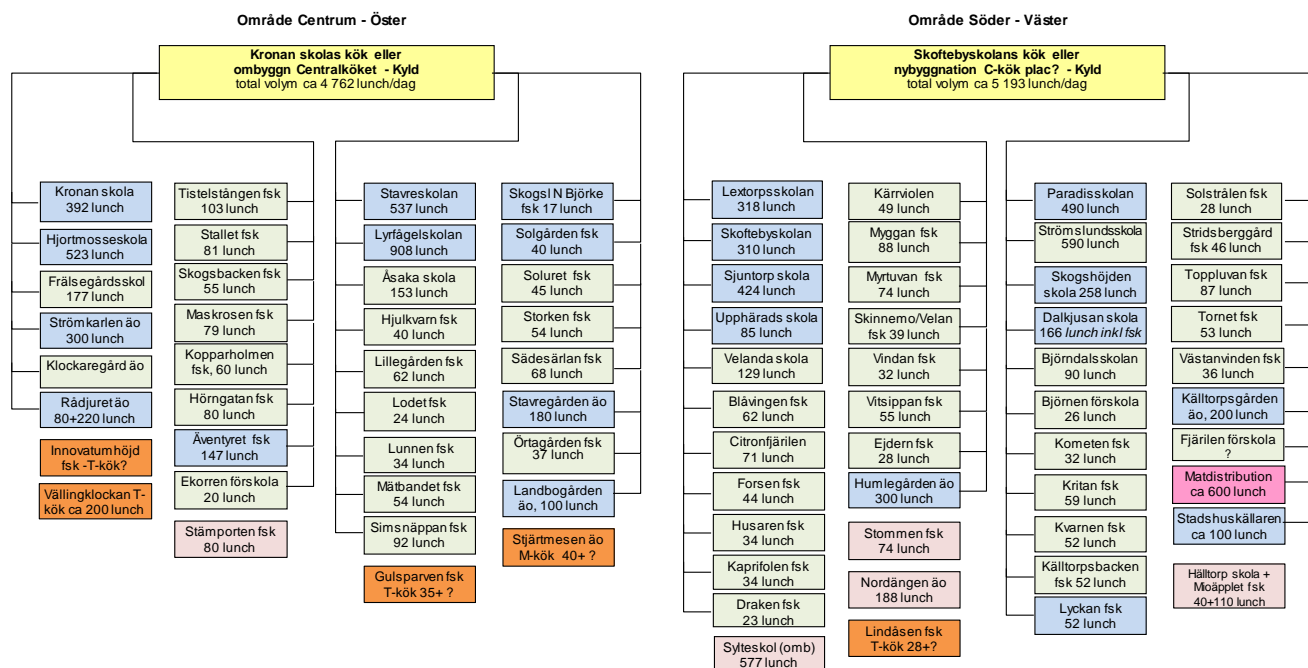 Område Centrum - Öster
Kronan skolas kök eller
ombyggn Centralköket - Kyld
total volym ca 4 762 lunch/dag
Kronan skola
392 lunch
Hjortmosseskola
523 lunch
Frälsegårdsskol
177 lunch
Strömkarlen äo
300 lunch
Klockaregård äo
Rådjuret äo
80+220 lunch
Innovatum höjd
fsk -T-kök?
Vällingklockan T-
kök ca 200 lunch
Tistelstången fsk
103 lunch
Stallet fsk
81 lunch
Skogsbacken fsk
55 lunch
Maskrosen fsk
79 lunch
Kopparholmen
fsk, 60 lunch
Hörngatan fsk
80 lunch
Äventyret fsk
147 lunch
Ekorren förskola
20 lunch
Stämporten fsk
80 lunch
Stavreskolan
537 lunch
Lyrfågelskolan
908 lunch
Åsaka skola
153 lunch
Hjulkvarn fsk
40 lunch
Lillegården fsk
62 lunch
Lodet fsk
24 lunch
Lunnen fsk
34 lunch
Mätbandet fsk
54 lunch
Simsnäppan fsk
92 lunch
Gulsparven fsk
T-kök 35+ ?
Skogsl N Björke
fsk 17 lunch
Solgården fsk
40 lunch
Soluret fsk
45 lunch
Storken fsk
54 lunch
Sädesärlan fsk
68 lunch
Stavregården äo
180 lunch
Örtagården fsk
37 lunch
Landbogården
äo, 100 lunch
Stjärtmesen äo
M-kök 40+ ?
Område Söder - Väster
Skoftebyskolans kök eller
nybyggnation C-kök plac? - Kyld
total volym ca 5 193 lunch/dag
Lextorpsskolan
318 lunch
Skoftebyskolan
310 lunch
Sjuntorp skola
424 lunch
Upphärads skola
85 lunch
Velanda skola
129 lunch
Blåvingen fsk
62 lunch
Citronfjärilen
71 lunch
Forsen fsk
44 lunch
Husaren fsk
34 lunch
Kaprifolen fsk
34 lunch
Draken fsk
23 lunch
Sylteskol (omb)
577 lunch
Kärrviolen
49 lunch
Myggan fsk
88 lunch
Myrtuvan fsk
74 lunch
Skinnemo/Velan
fsk 39 lunch
Vindan fsk
32 lunch
Vitsippan fsk
55 lunch
Ejdern fsk
28 lunch
Humlegården äo
300 lunch
Stommen fsk
74 lunch
Nordängen äo
188 lunch
Lindåsen fsk
T-kök 28+?
Paradisskolan
490 lunch
Strömslundsskola
590 lunch
Skogshöjden
skola 258 lunch
Dalkjusan skola
166 lunch inkl fsk
Björndalsskolan
90 lunch
Björnen förskola
26 lunch
Kometen fsk
32 lunch
Kritan fsk
59 lunch
Kvarnen fsk
52 lunch
Källtorpsbacken
fsk 52 lunch
Lyckan fsk
52 lunch
Solstrålen fsk
28 lunch
Stridsberggård
fsk 46 lunch
Toppluvan fsk
87 lunch
Tornet fsk
53 lunch
Västanvinden fsk
36 lunch
Källtorpsgården
äo, 200 lunch
Fjärilen förskola
?
Matdistribution
ca 600 lunch
Stadshuskällaren
ca 100 lunch
Hälltorp skola +
Mioäpplet fsk
40+110 lunch